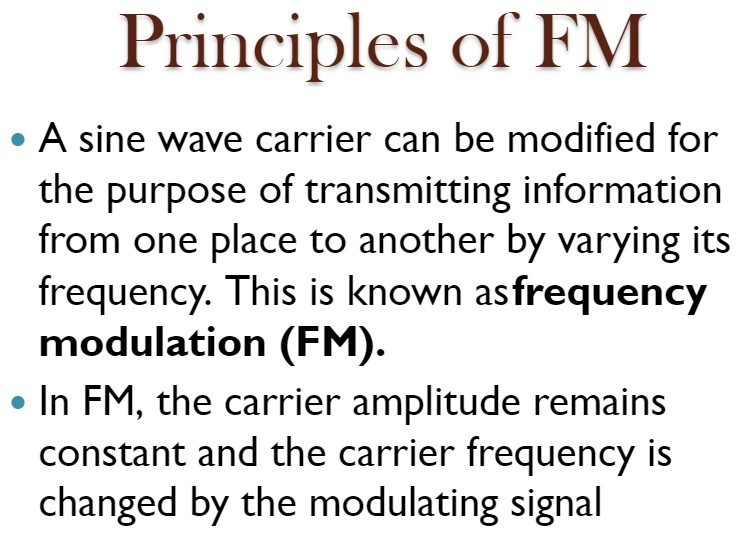 Principles of FM
• A sine wave carrier can be modified for
the purpose of transmitting information
from one place to another by varying its
frequency. This is known asfrequency
modulation (FM).
• In FM, the carrier amplitude remains
constant and the carrier frequency is
changed by the modulating signal